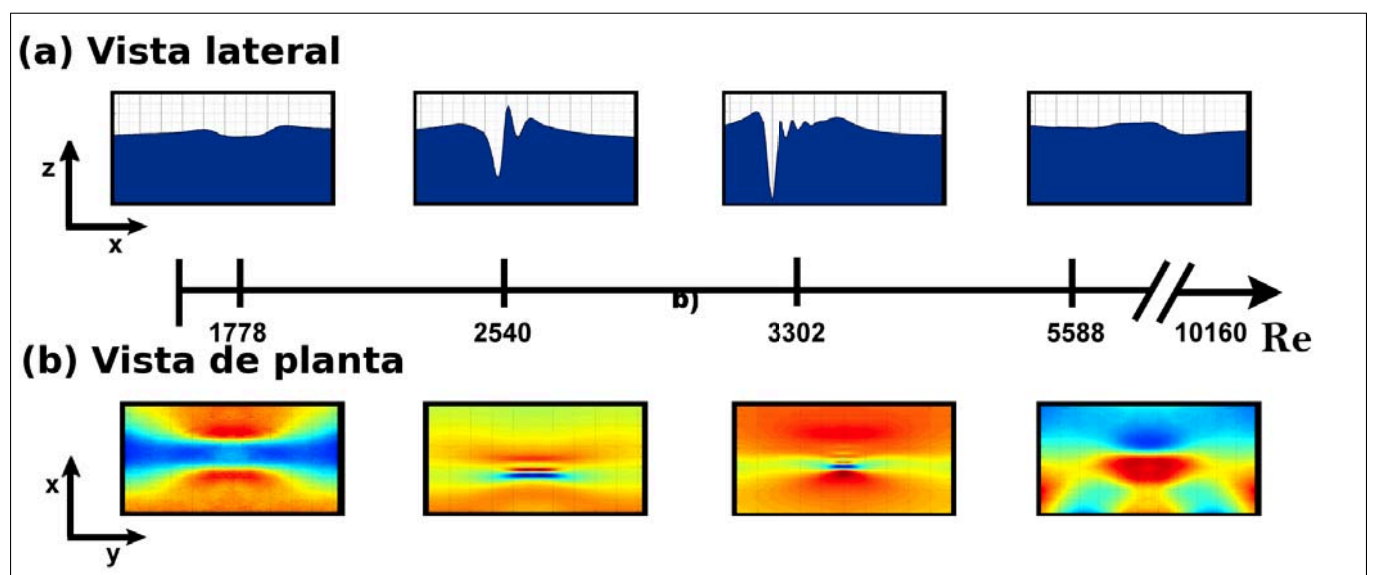 (a) Vista lateral
z
x
b)
1778 2540 3302 5588 10160 Re
(b) Vista de planta
x
y